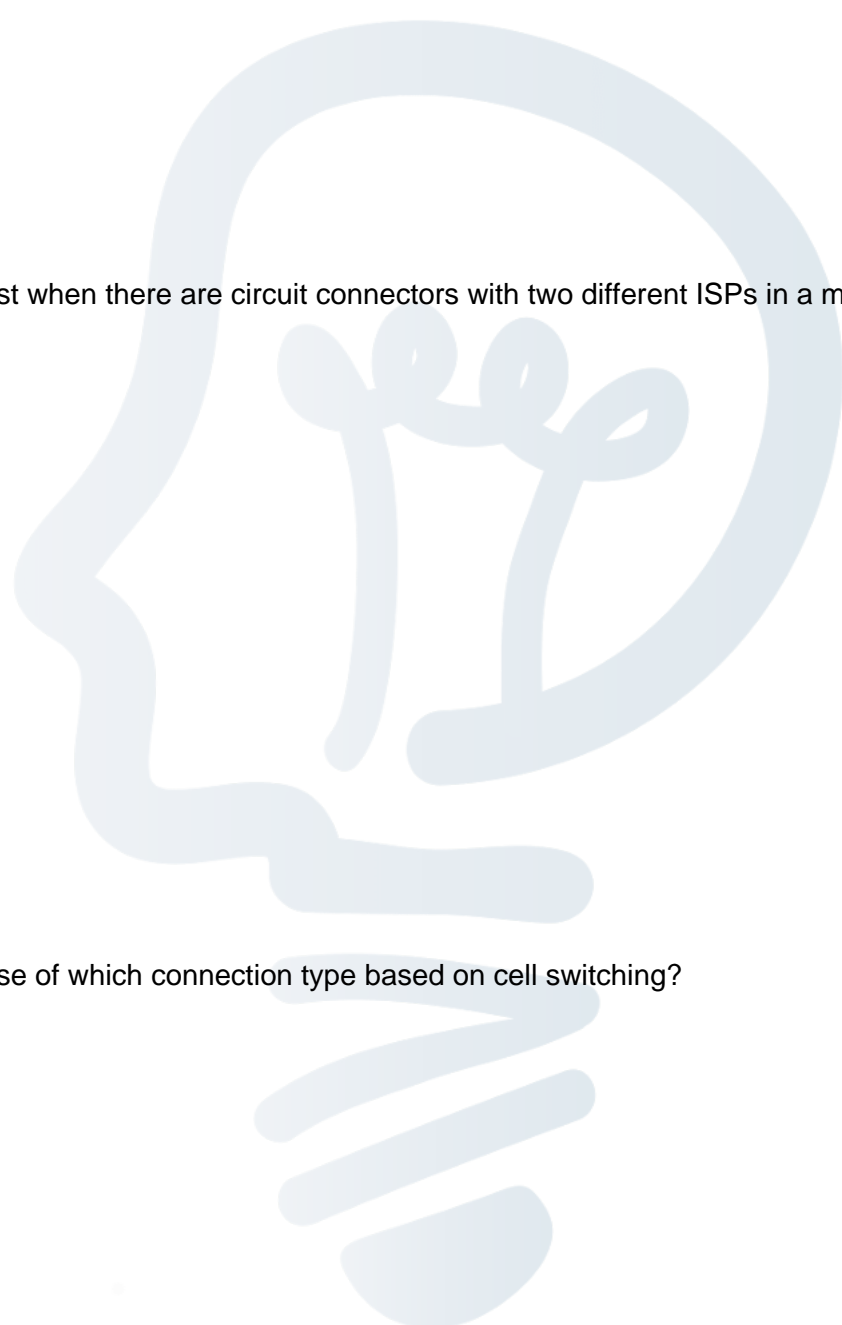 st when there are circuit connectors with two different ISPs in a m
se of which connection type based on cell switching?